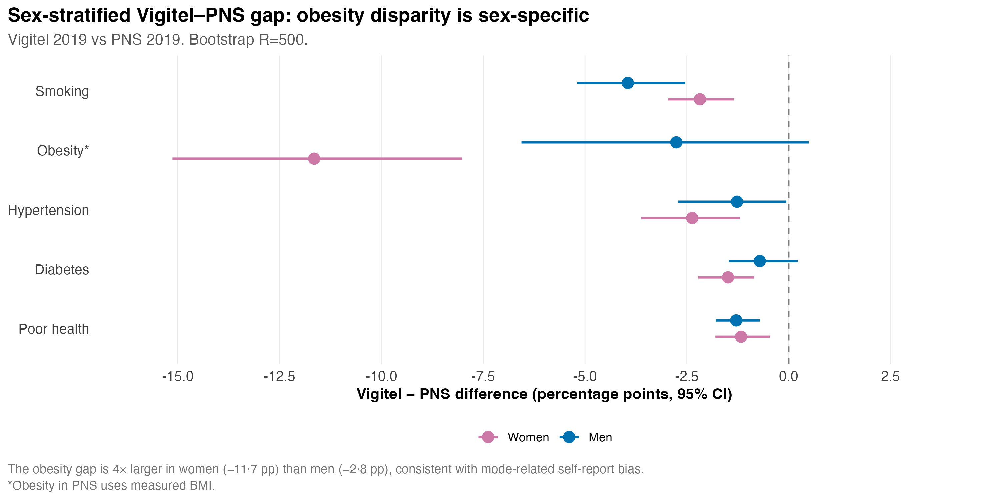 Sex-stratified Vigitel–PNS gap: obesity disparity is sex-specific
Vigitel 2019 vs PNS 2019. Bootstrap R=500.
Smoking
Obesity*
Hypertension
Diabetes
Poor health
-15.0 -12.5 -10.0 -7.5 -5.0 -2.5 0.0 2.5
Vigitel – PNS difference (percentage points, 95% CI)
Women Men
The obesity gap is 4× larger in women (−11·7 pp) than men (−2·8 pp), consistent with mode-related self-report bias.
*Obesity in PNS uses measured BMI.